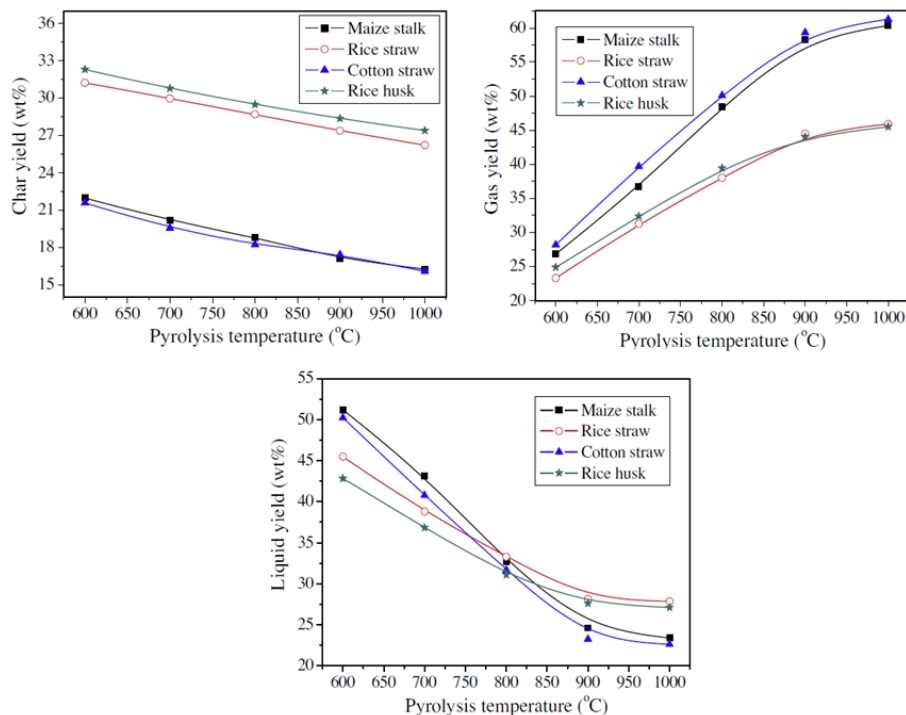 Char yield (wt%)
36
33
30
27
24
21
18
15
Maize stalk
Rice straw
Cotton straw
Rice husk
600 650 700 750 800 850 900 950 1000
Pyrolysis temperature (°C)
Gas yield (wt%)
60
55
50
45
40
35
30
25
20
Maize stalk
Rice straw
Cotton straw
Rice husk
600 650 700 750 800 850 900 950 1000
Pyrolysis temperature (°C)
Liquid yield (wt%)
55
50
45
40
35
30
25
20
Maize stalk
Rice straw
Cotton straw
Rice husk
600 650 700 750 800 850 900 950 1000
Pyrolysis temperature (°C)